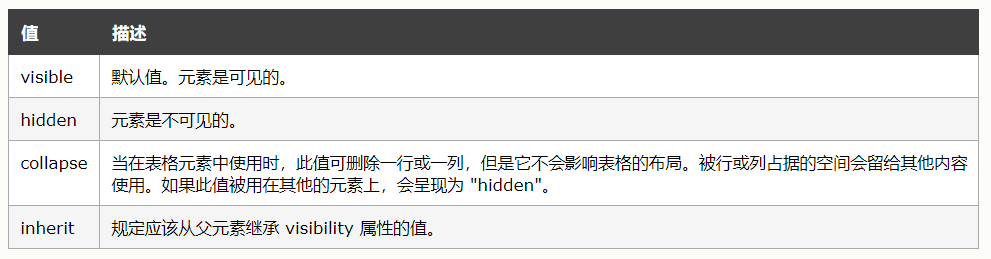 值 描述
visible 默认值。元素是可见的。
hidden 元素是不可见的。
collapse 当在表格元素中使用时，此值可删除一行或一列，但是它不会影响表格的布局。被行或列占据的空间会留给其他内容
使用。如果此值被用在其他的元素上，会呈现为 "hidden"。
inherit 规定应该从父元素继承 visibility 属性的值。